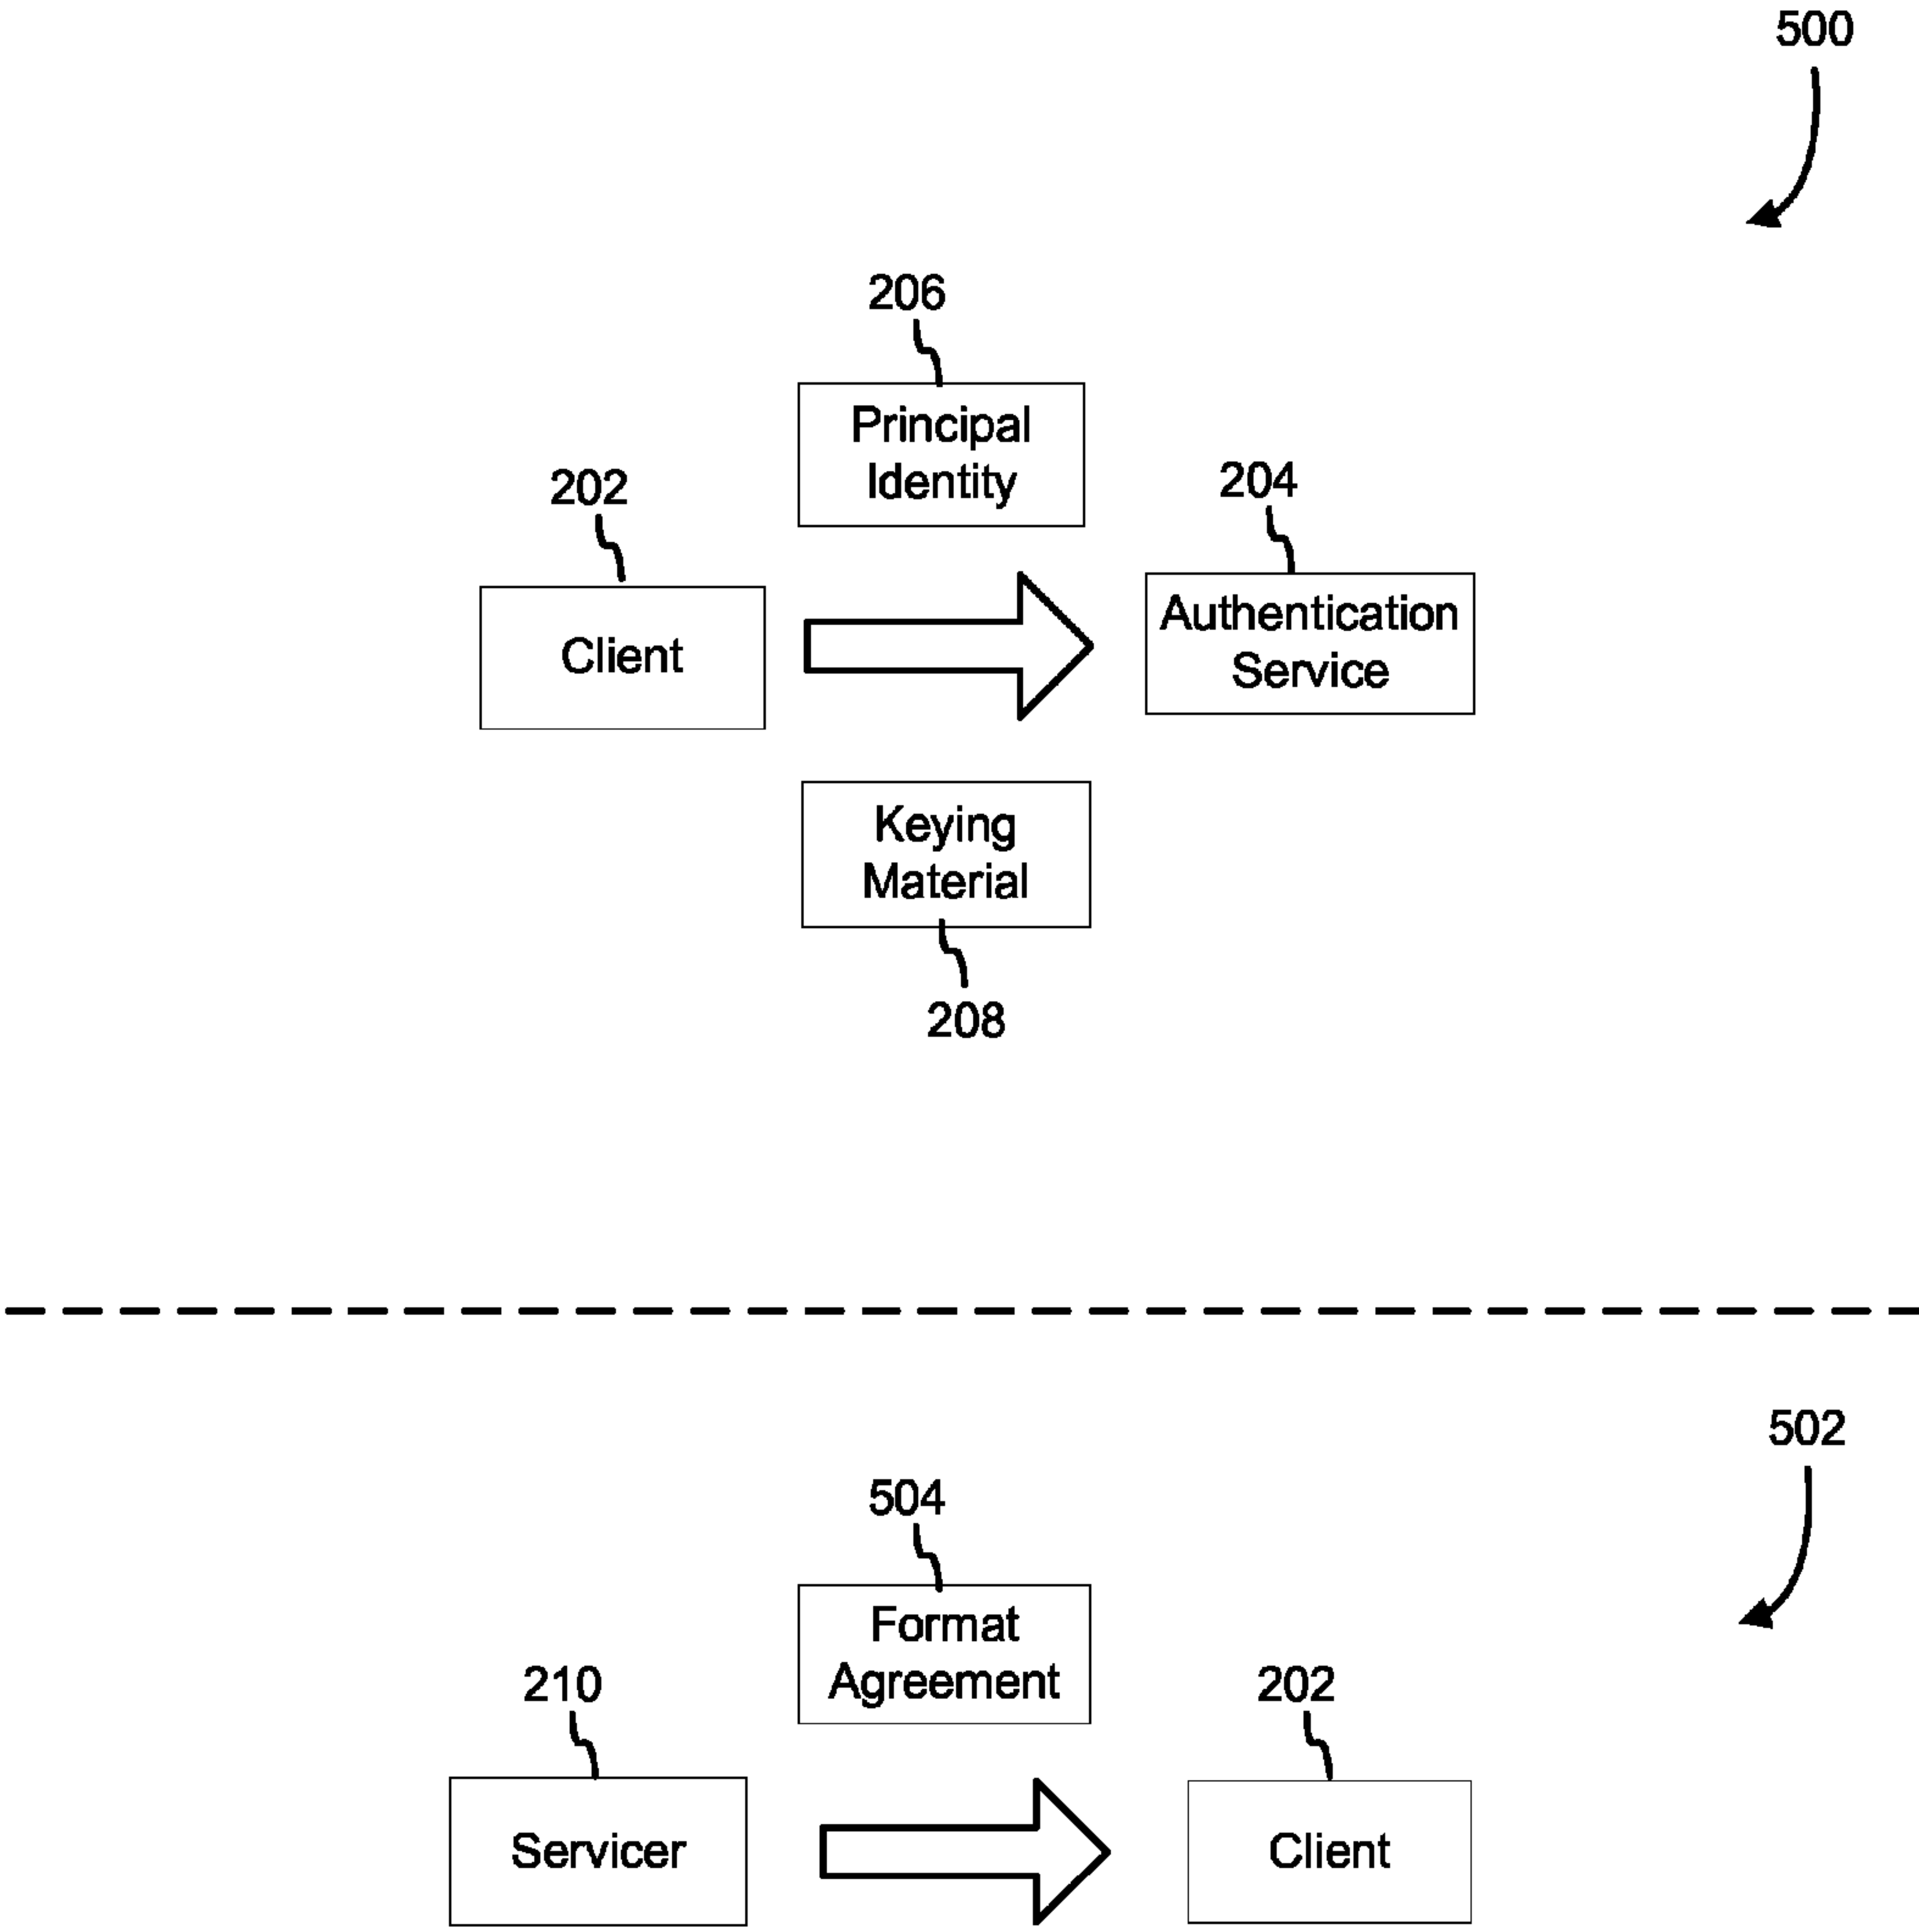 500
206
Principal
Identity
202
204
Client
Authentication
Service
Keying
Material
208
502
504
Format
Agreement
210
202
Servicer
Client